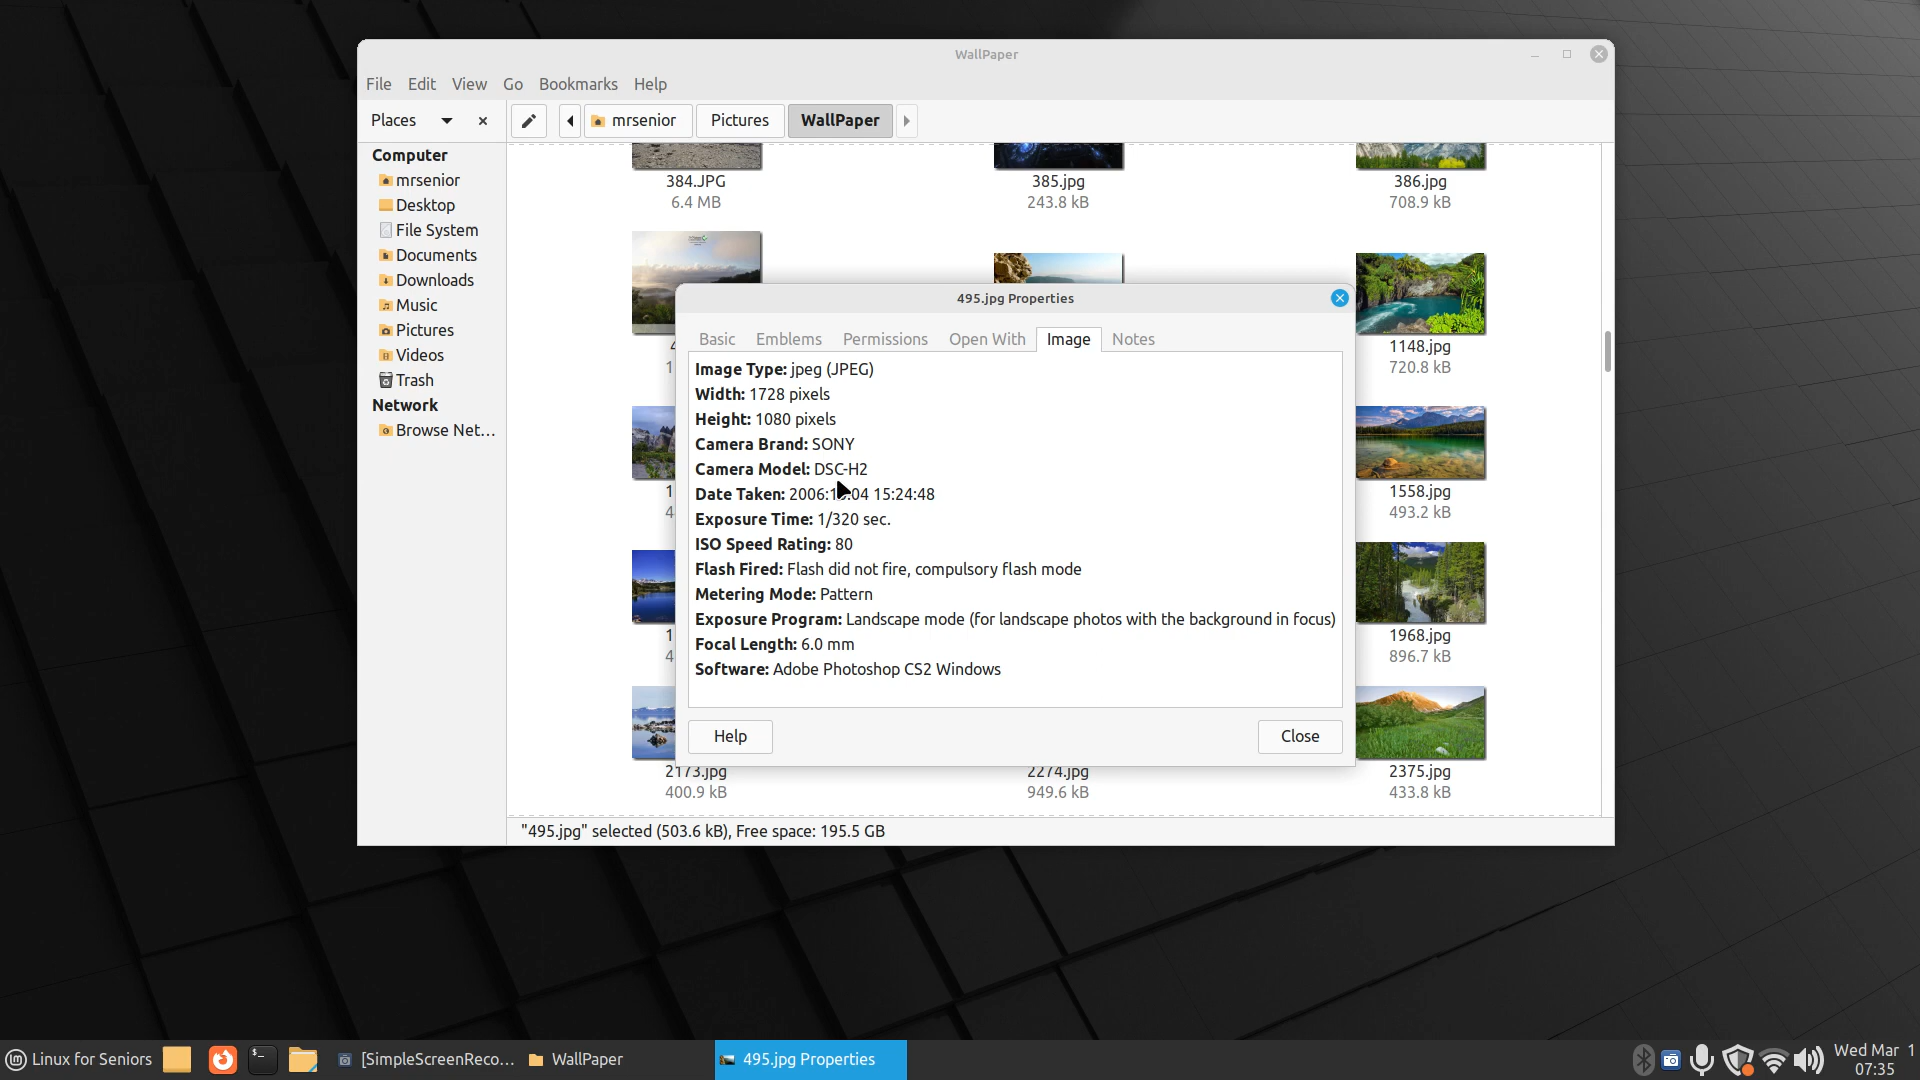 WallPaper
File Edit View Go Bookmarks Help
Places
mrsenior Pictures WallPaper
Computer
mrsenior
Desktop
File System
Documents
Downloads
Music
Pictures
Videos
Trash
Network
Browse Net...
384.JPG
6.4 MB
385.jpg
243.8 kB
386.jpg
708.9 kB
1148.jpg
720.8 kB
1558.jpg
493.2 kB
1968.jpg
896.7 kB
2173.jpg
400.9 kB
2274.jpg
949.6 kB
2375.jpg
433.8 kB
495.jpg Properties
Basic Emblems Permissions Open With Image Notes
Image Type: jpeg (JPEG)
Width: 1728 pixels
Height: 1080 pixels
Camera Brand: SONY
Camera Model: DSC-H2
Date Taken: 15:24:48
Exposure Time: 1/320 sec.
ISO Speed Rating: 80
Flash Fired: Flash did not fire, compulsory flash mode
Metering Mode: Pattern
Exposure Program: Landscape mode (for landscape photos with the background in focus)
Focal Length: 6.0 mm
Software: Adobe Photoshop CS2 Windows
Help Close
"495.jpg" selected (503.6 kB), Free space: 195.5 GB
Linux for Seniors [SimpleScreenReco... WallPaper 495.jpg Properties
Wed Mar 1
07:35